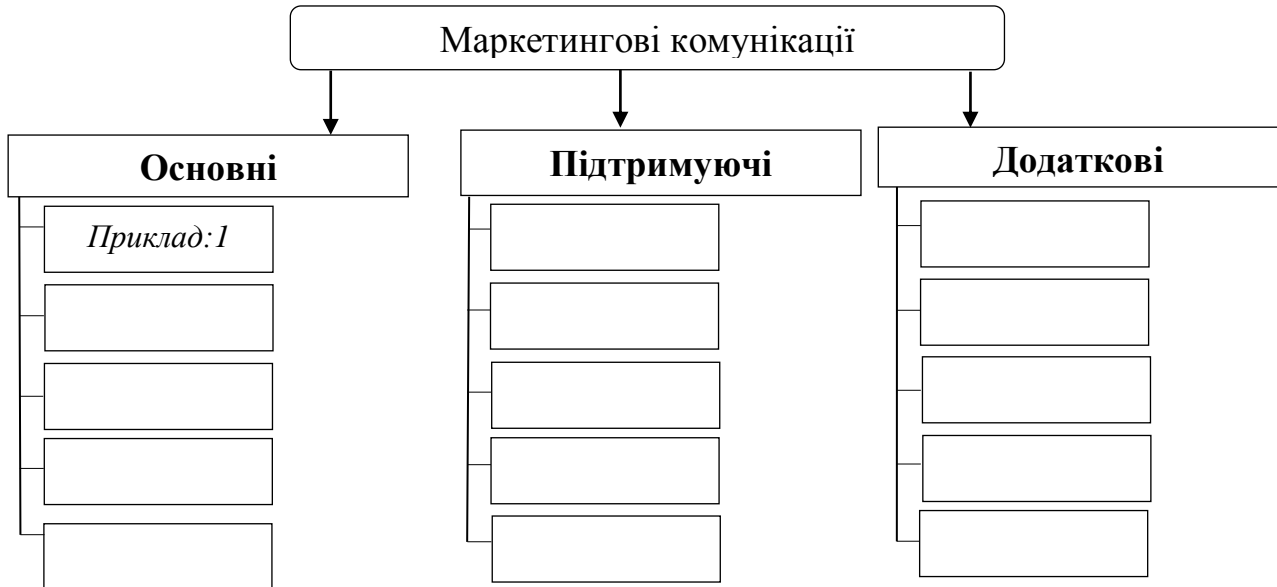 Маркетингові комунікації
Основні
Підтримуючі
Додаткові
Приклад:1